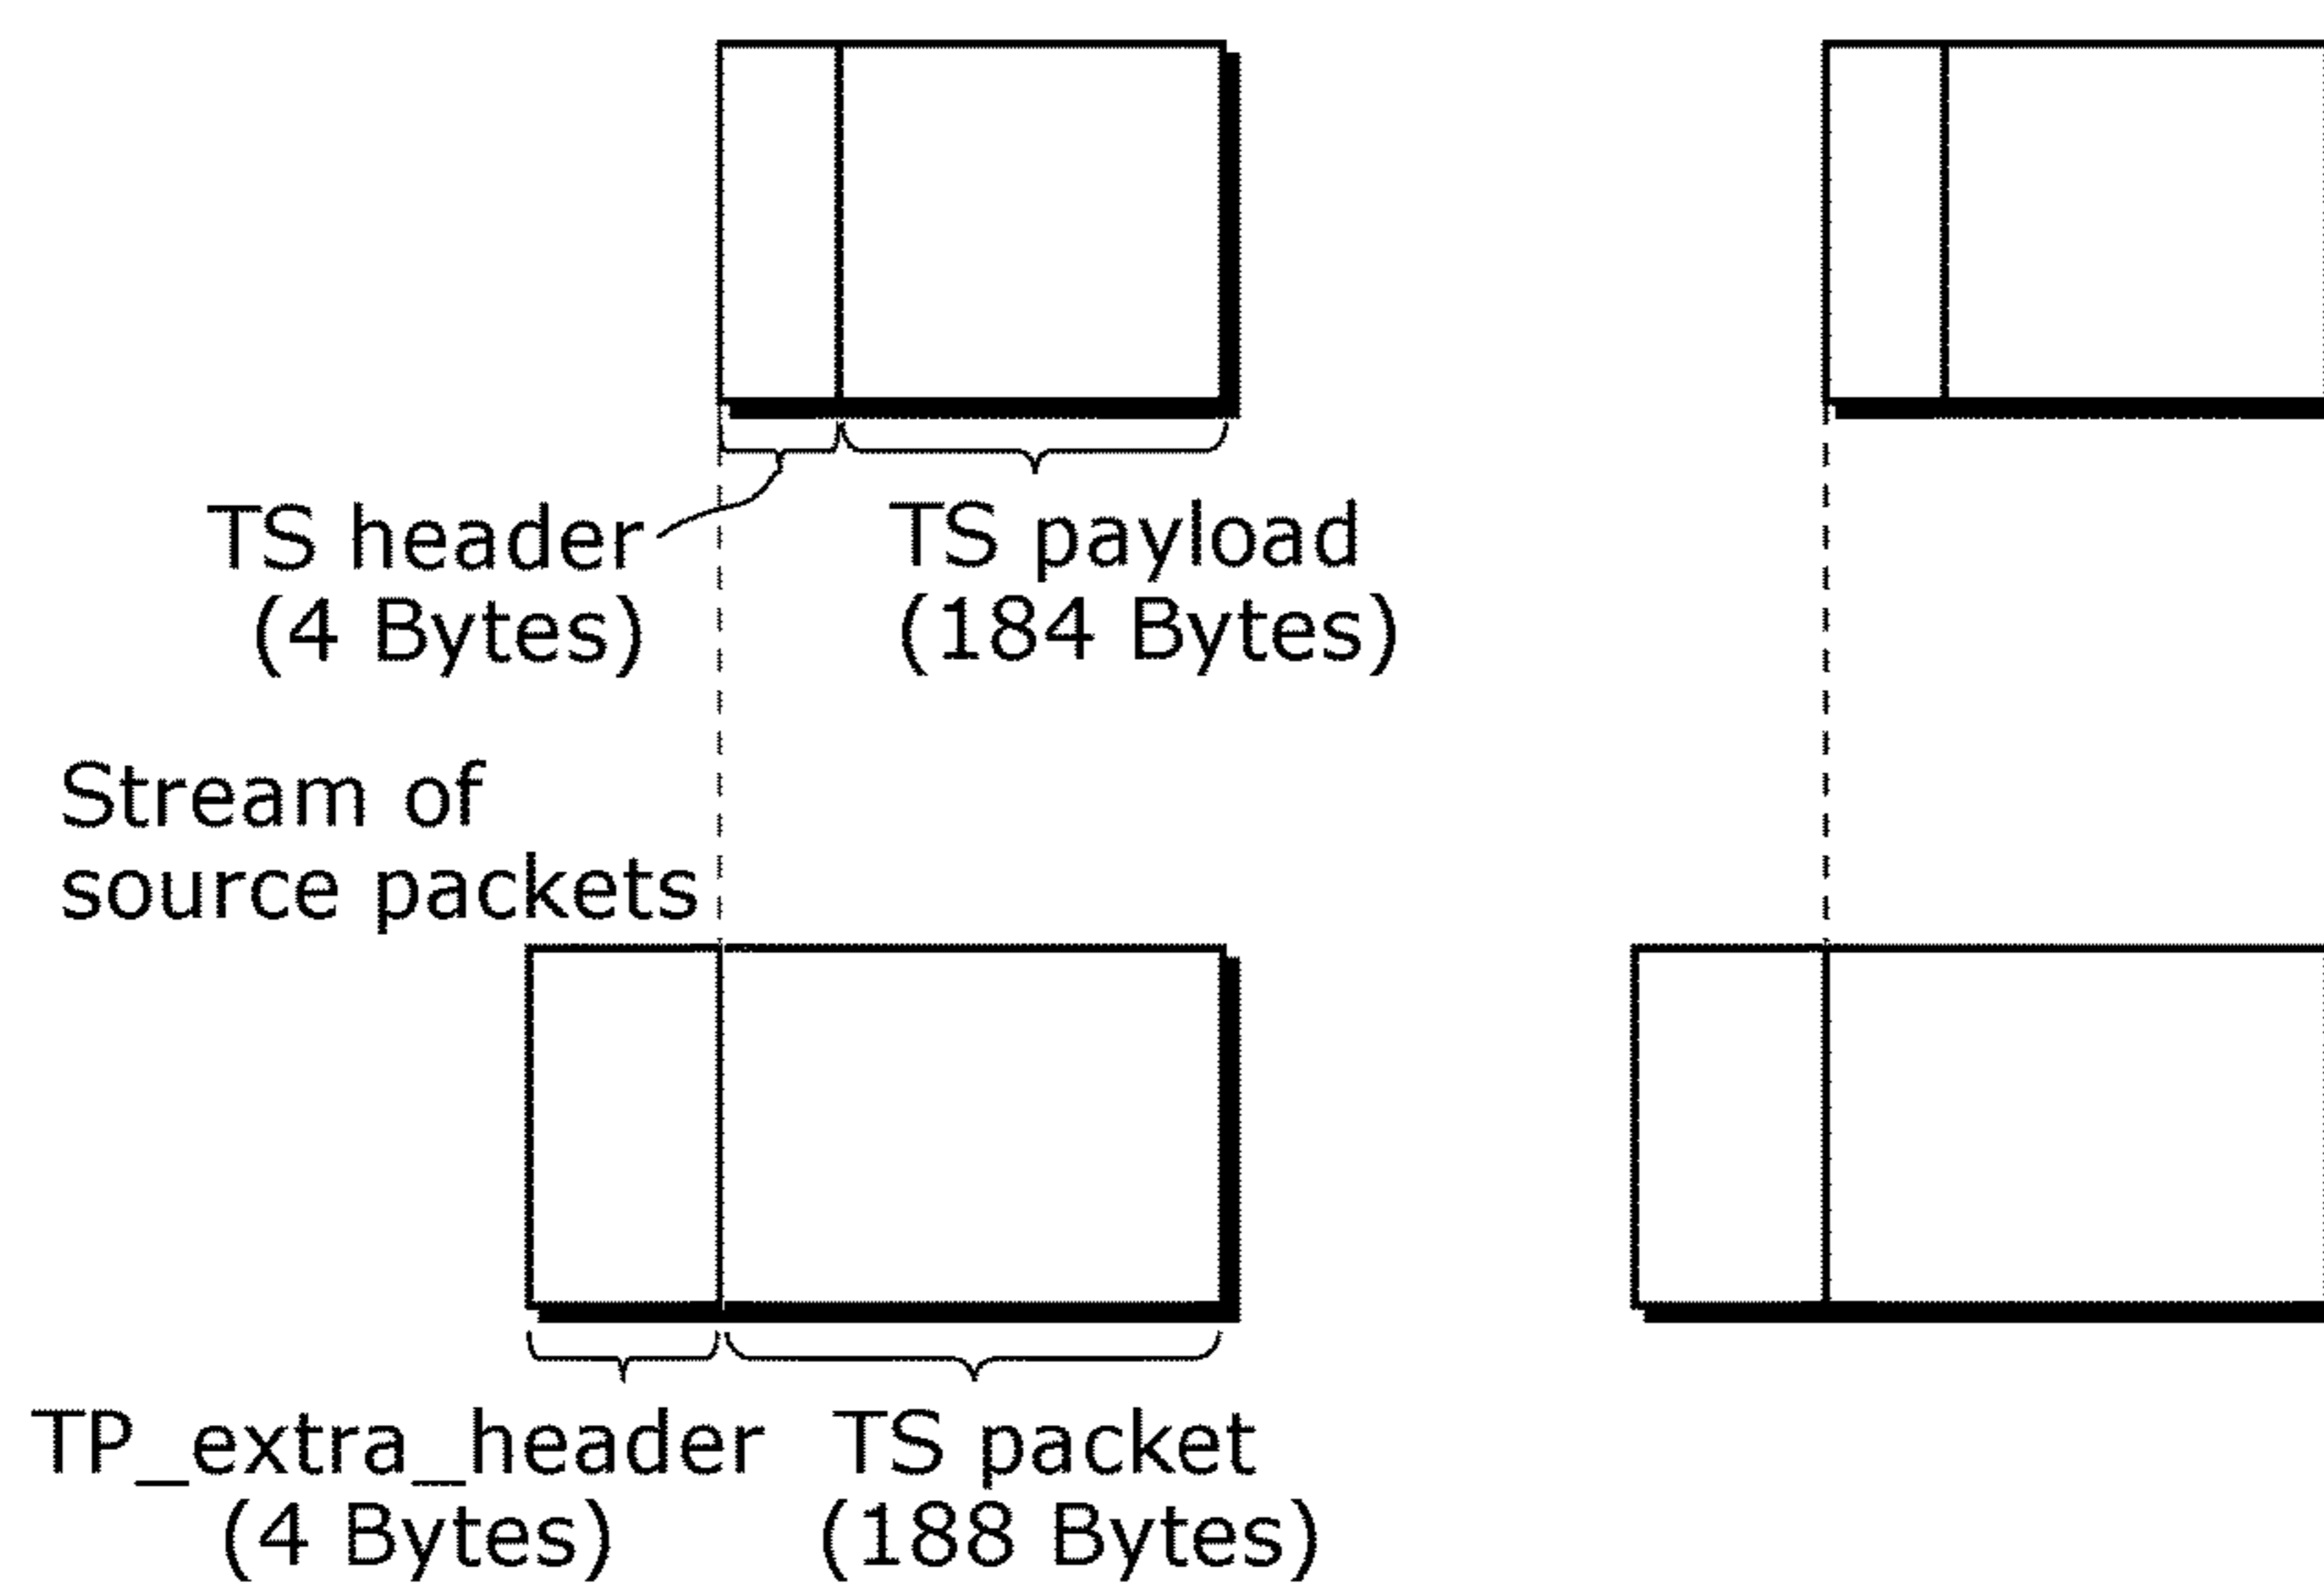 TS header
(4 Bytes)
TS payload
(184 Bytes)
Stream of
source packets
TP_extra_header
(4 Bytes)
TS packet
(188 Bytes)